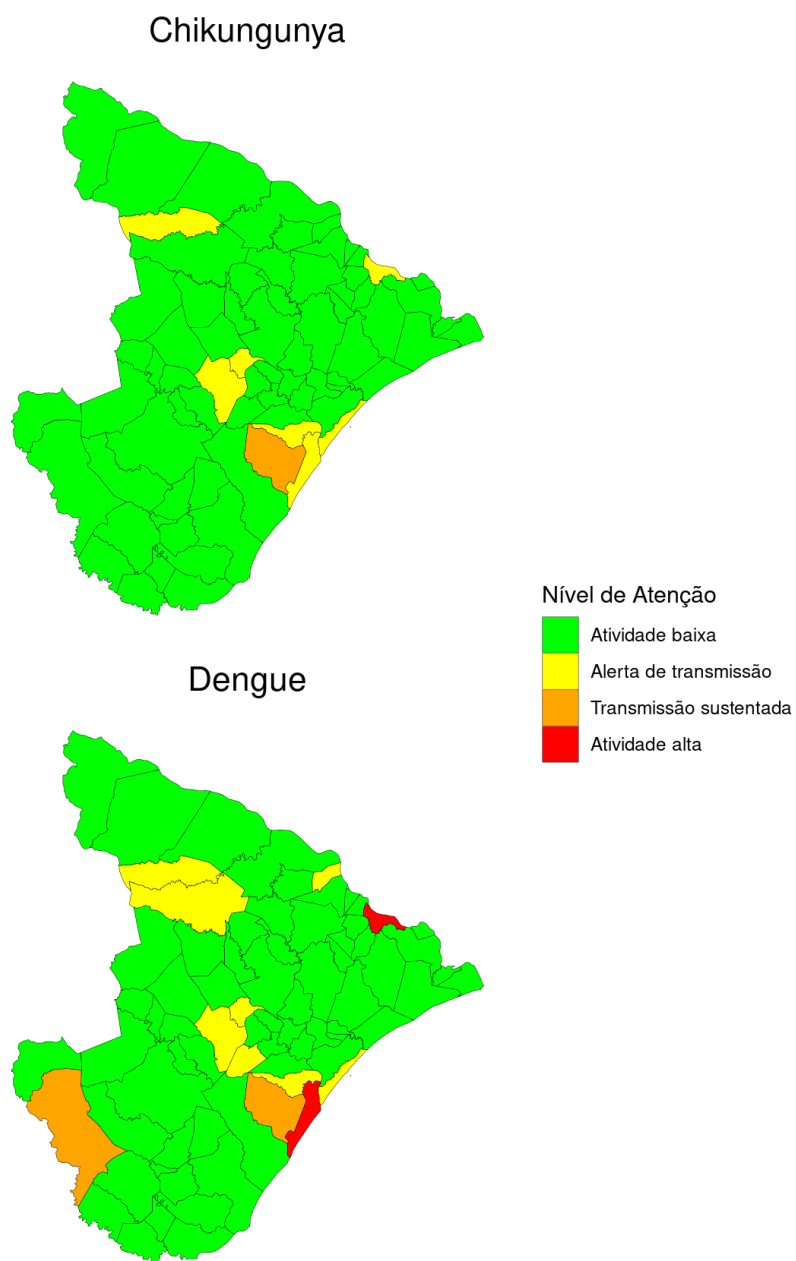 Chikungunya
Nível de Atenção
Atividade baixa
Alerta de transmissão
Transmissão sustentada
Atividade alta
Dengue